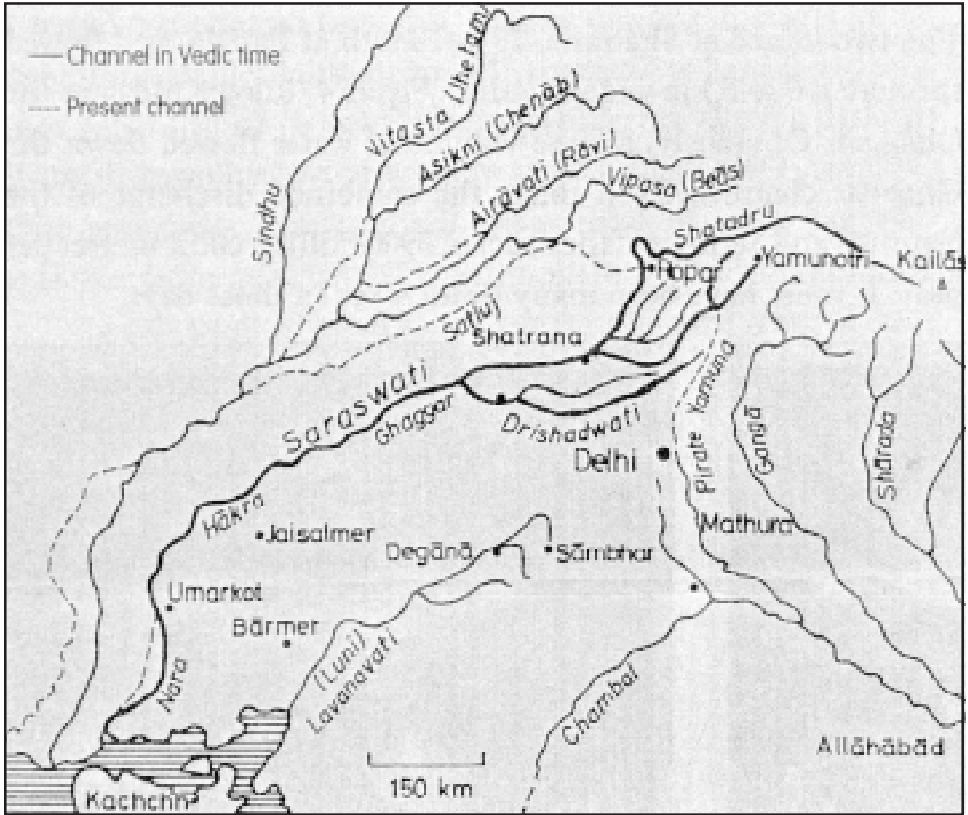 Channel in Vedic time
Present channel
Vitasta (Jhelam)
Asikni (Chenāb)
Airāvati (Rāvi)
Vipasa (Beās)
Sindhu
Shatadru
Ropar
Yamunotri
Kailās
Satluj
Shatrana
Saraswati
Ghaggar
Drishadwati
Delhi
Pirate Yamuna
Gangā
Shārada
Hākra
Jaisalmer
Degānā
Sāmbhar
Mathura
Umarkot
Bārmer
Nara
(Luni)
Lavanavati
Chambal
Allāhābād
150 km
Kachchh